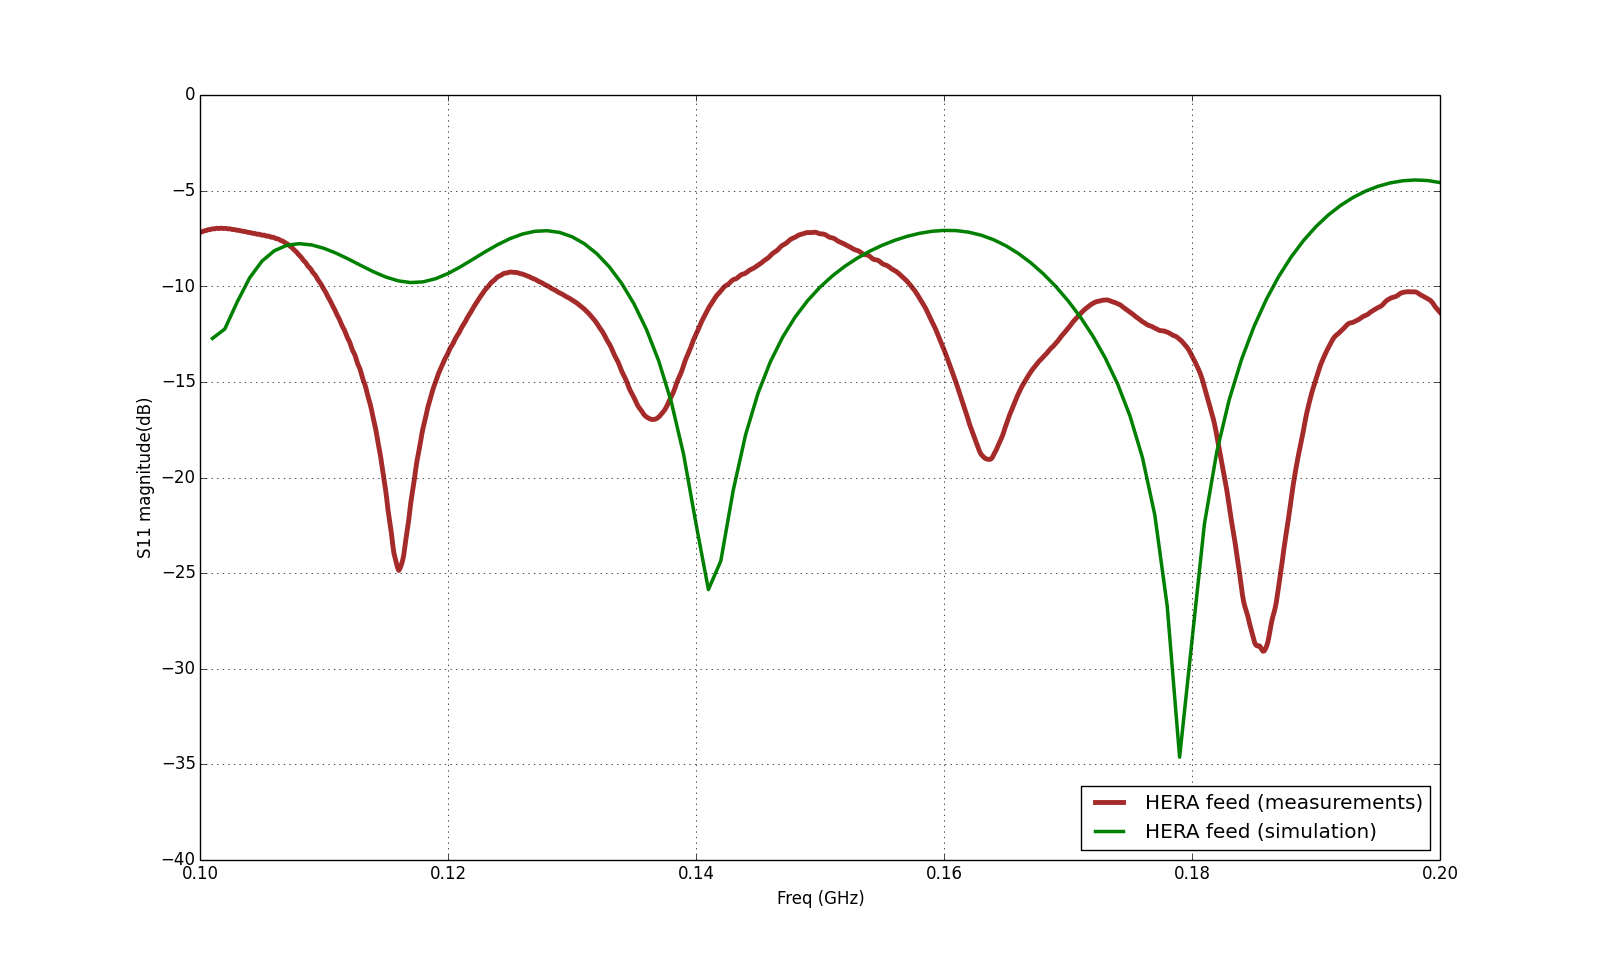 0
−5
−10
−15
−20
−25
−30
−35
−40
S11 magnitude(dB)
0.10 0.12 0.14 0.16 0.18 0.20
Freq (GHz)
HERA feed (measurements)
HERA feed (simulation)